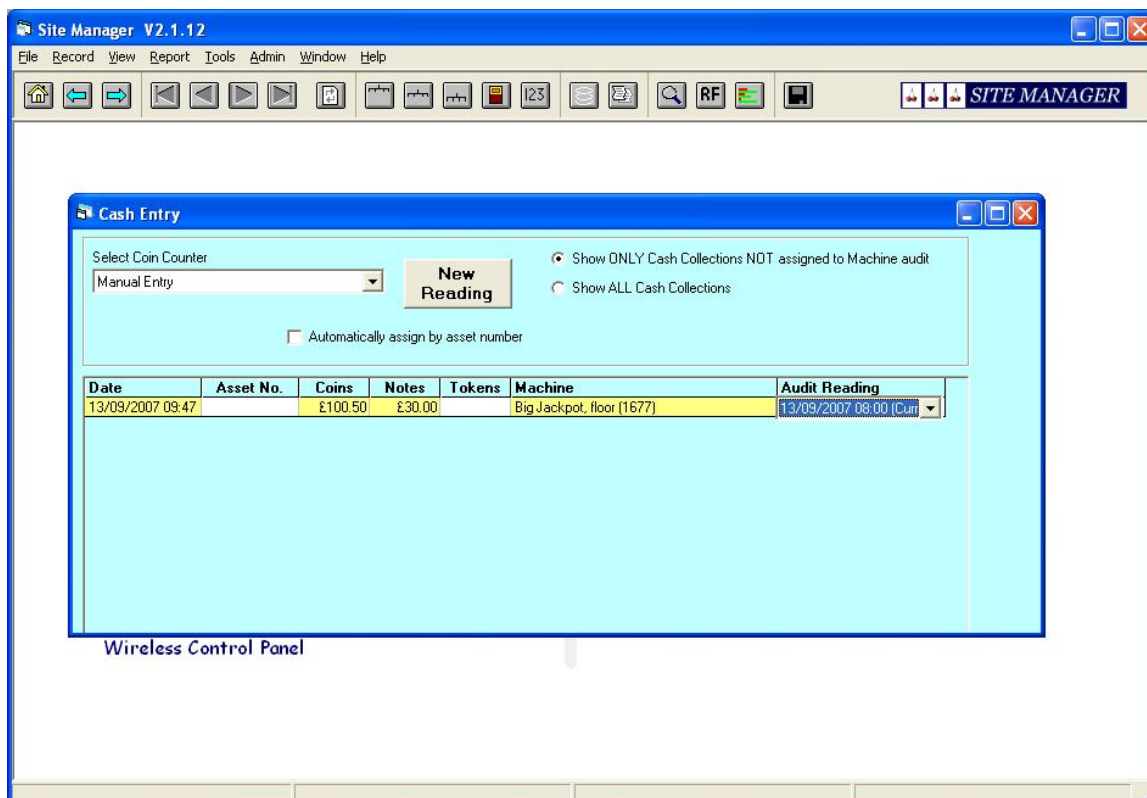 Site Manager V2.1.12
File Record View Report Tools Admin Window Help
123 RF SITE MANAGER
Cash Entry
Select Coin Counter
Manual Entry
New
Reading
Show ONLY Cash Collections NOT assigned to Machine audit
Show ALL Cash Collections
Automatically assign by asset number
Date Asset No. Coins Notes Tokens Machine Audit Reading
13/09/2007 09:47 £100.50 £30.00 Big Jackpot, floor (1677) 13/09/2007 08:00 (Curr
Wireless Control Panel